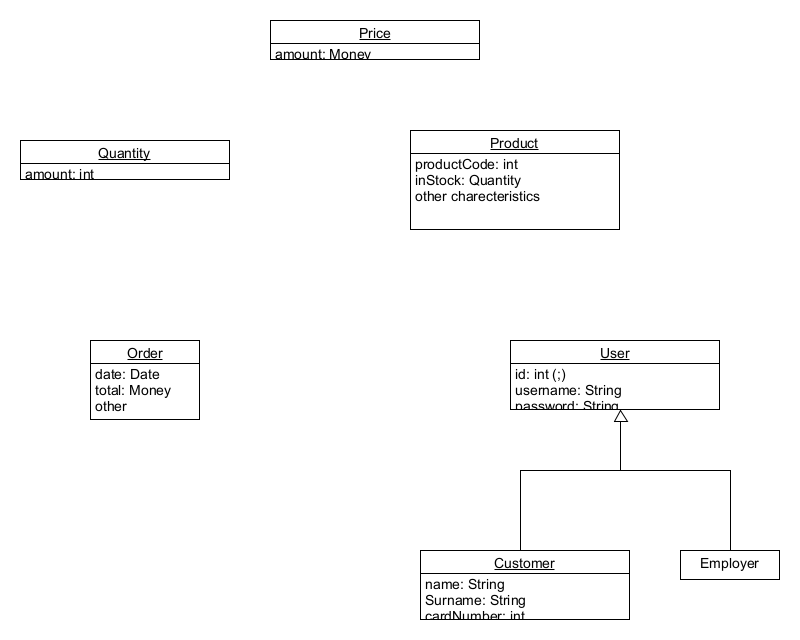 Price
amount: Money
Quantity
amount: int
Product
productCode: int
inStock: Quantity
other charecteristics
Order
date: Date
total: Money
other
User
id: int (;)
username: String
password: String
Customer
name: String
Surname: String
cardNumber: int
Employer